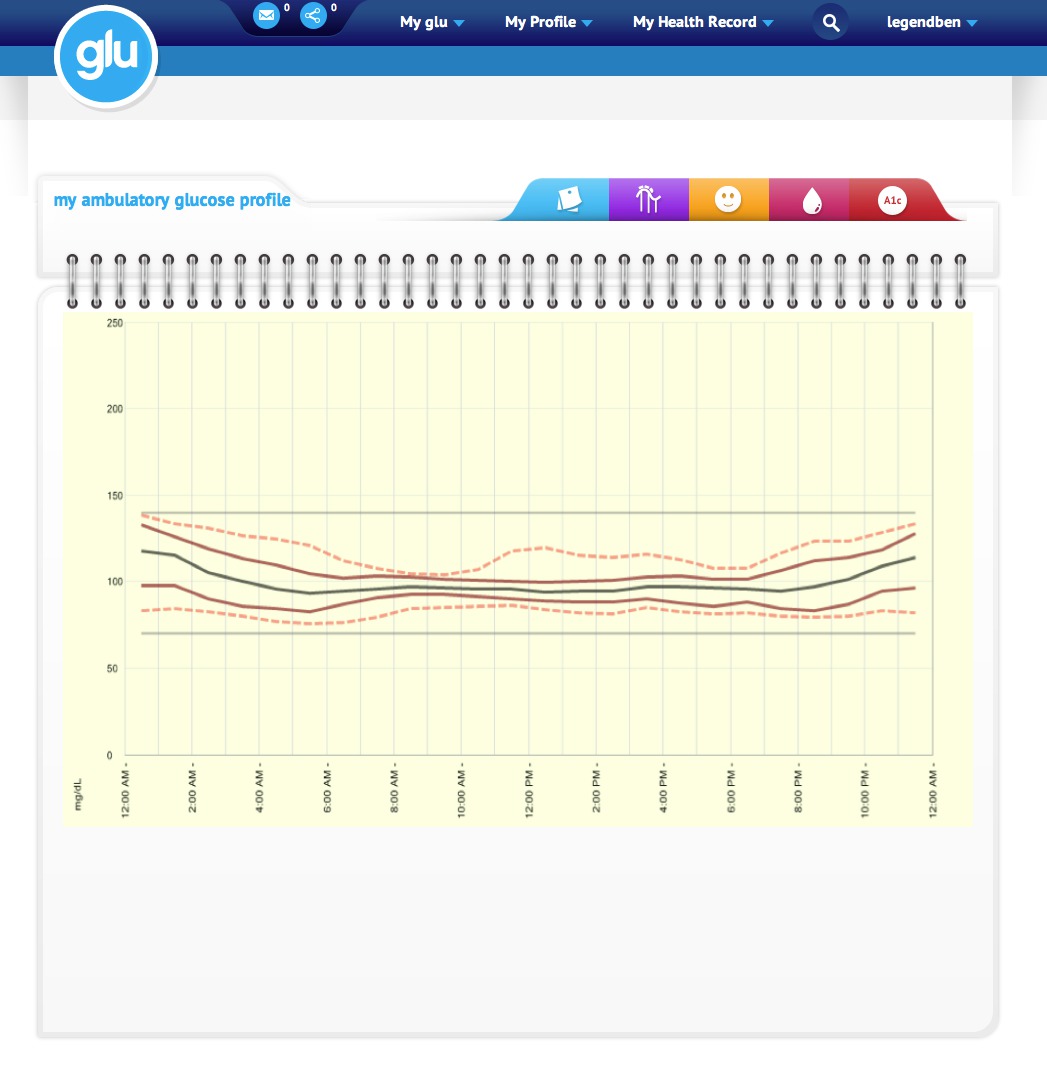 0 0
My glu My Profile My Health Record legendben
glu
my ambulatory glucose profile
A1c
250
200
150
100
50
0
mg/dL
12:00 AM -
2:00 AM -
4:00 AM -
6:00 AM -
8:00 AM -
10:00 AM -
12:00 PM -
2:00 PM -
4:00 PM -
6:00 PM -
8:00 PM -
10:00 PM -
12:00 AM -